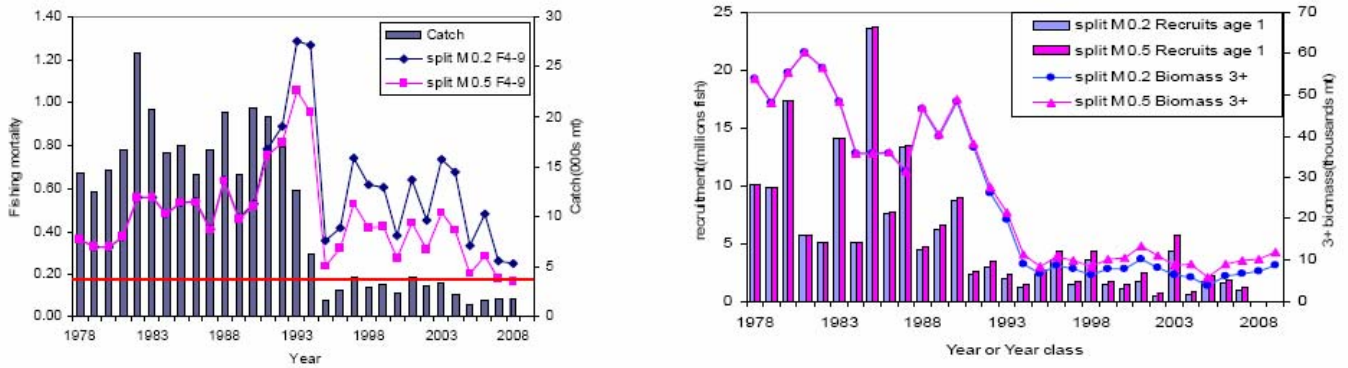 1.40
1.20
1.00
0.80
0.60
0.40
0.20
0.00
Fishing mortality
1978 1983 1988 1993 1998 2003 2008
Year
30
25
20
15
10
5
0
Catch(000s mt)
Catch
split M 0.2 F4-9
split M 0.5 F4-9
25
20
15
10
5
0
recruitment(millions fish)
1978 1983 1988 1993 1998 2003 2008
Year or Year class
70
60
50
40
30
20
10
0
3+ biomass(thousands mt)
split M 0.2 Recruits age 1
split M 0.5 Recruits age 1
split M 0.2 Biomass 3+
split M 0.5 Biomass 3+